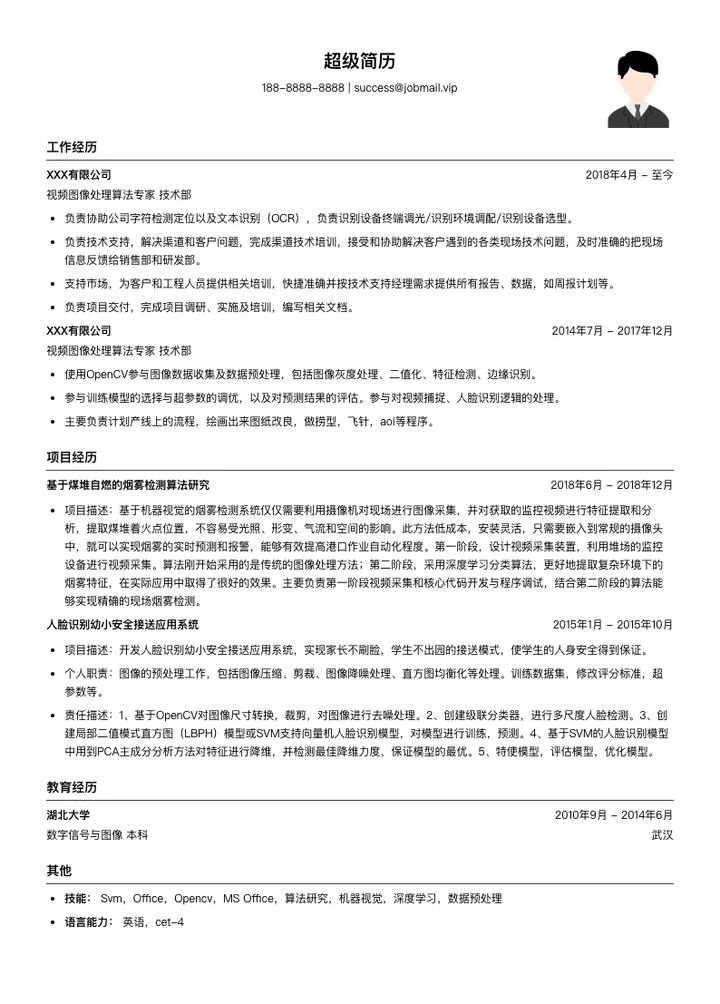 超级简历
188-8888-8888 | success@jobmail.vip
工作经历
XXX有限公司 2018年4月 – 至今
视频图像处理算法专家 技术部
• 负责协助公司字符检测定位以及文本识别（OCR），负责识别设备终端调光/识别环境调配/识别设备选型。
• 负责技术支持，解决渠道和客户问题，完成渠道技术培训，接受和协助解决客户遇到的各类现场技术问题，及时准确的把现场
信息反馈给销售部和研发部。
• 支持市场，为客户和工程人员提供相关培训，快捷准确并按技术支持经理需求提供所有报告、数据，如周报计划等。
• 负责项目交付，完成项目调研、实施及培训，编写相关文档。
XXX有限公司 2014年7月 – 2017年12月
视频图像处理算法专家 技术部
• 使用OpenCV参与图像数据收集及数据预处理，包括图像灰度处理、二值化、特征检测、边缘识别。
• 参与训练模型的选择与超参数的调优，以及对预测结果的评估。参与对视频捕捉、人脸识别逻辑的处理。
• 主要负责计划产线上的流程，绘画出来图纸改良，做捞型，飞针，aoi等程序。
项目经历
基于煤堆自燃的烟雾检测算法研究 2018年6月 – 2018年12月
• 项目描述：基于机器视觉的烟雾检测系统仅仅需要利用摄像机对现场进行图像采集，并对获取的监控视频进行特征提取和分
析，提取煤堆着火点位置，不容易受光照、形变、气流和空间的影响。此方法低成本，安装灵活，只需要嵌入到常规的摄像头
中，就可以实现烟雾的实时预测和报警，能够有效提高港口作业自动化程度。第一阶段，设计视频采集装置，利用堆场的监控
设备进行视频采集。算法刚开始采用的是传统的图像处理方法；第二阶段，采用深度学习分类算法，更好地提取复杂环境下的
烟雾特征，在实际应用中取得了很好的效果。主要负责第一阶段视频采集和核心代码开发与程序调试，结合第二阶段的算法能
够实现精确的现场烟雾检测。
人脸识别幼小安全接送应用系统 2015年1月 – 2015年10月
• 项目描述：开发人脸识别幼小安全接送应用系统，实现家长不刷脸，学生不出园的接送模式，使学生的人身安全得到保证。
• 个人职责：图像的预处理工作，包括图像压缩、剪裁、图像降噪处理、直方图均衡化等处理。训练数据集，修改评分标准，超
参数等。
• 责任描述：1、基于OpenCV对图像尺寸转换，裁剪，对图像进行去噪处理。2、创建级联分类器，进行多尺度人脸检测。3、创
建局部二值模式直方图（LBPH）模型或SVM支持向量机人脸识别模型，对模型进行训练，预测。4、基于SVM的人脸识别模型
中用到PCA主成分分析方法对特征进行降维，并检测最佳降维力度，保证模型的最优。5、特使模型，评估模型，优化模型。
教育经历
湖北大学 2010年9月 – 2014年6月
数字信号与图像 本科 武汉
其他
• 技能： Svm，Office，Opencv，MS Office，算法研究，机器视觉，深度学习，数据预处理
• 语言能力： 英语，cet-4